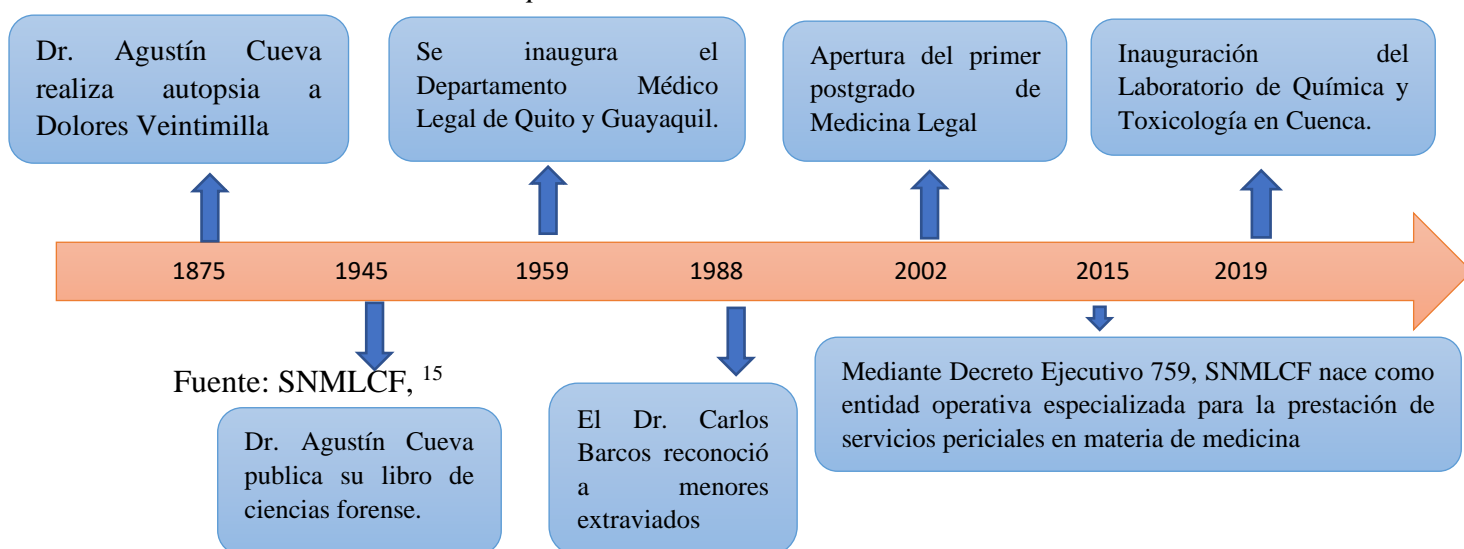 Dr. Agustín Cueva
realiza autopsia a
Dolores Veintimilla
Se inaugura el
Departamento Médico
Legal de Quito y Guayaquil.
Apertura del primer
postgrado de
Medicina Legal
Inauguración del
Laboratorio de Química y
Toxicología en Cuenca.
1875
1945
1959
1988
2002
2015
2019
Fuente: SNMLCF, 15
Dr. Agustín Cueva
publica su libro de
ciencias forense.
El Dr. Carlos
Barcos reconoció
a menores
extraviados
Mediante Decreto Ejecutivo 759, SNMLCF nace como
entidad operativa especializada para la prestación de
servicios periciales en materia de medicina